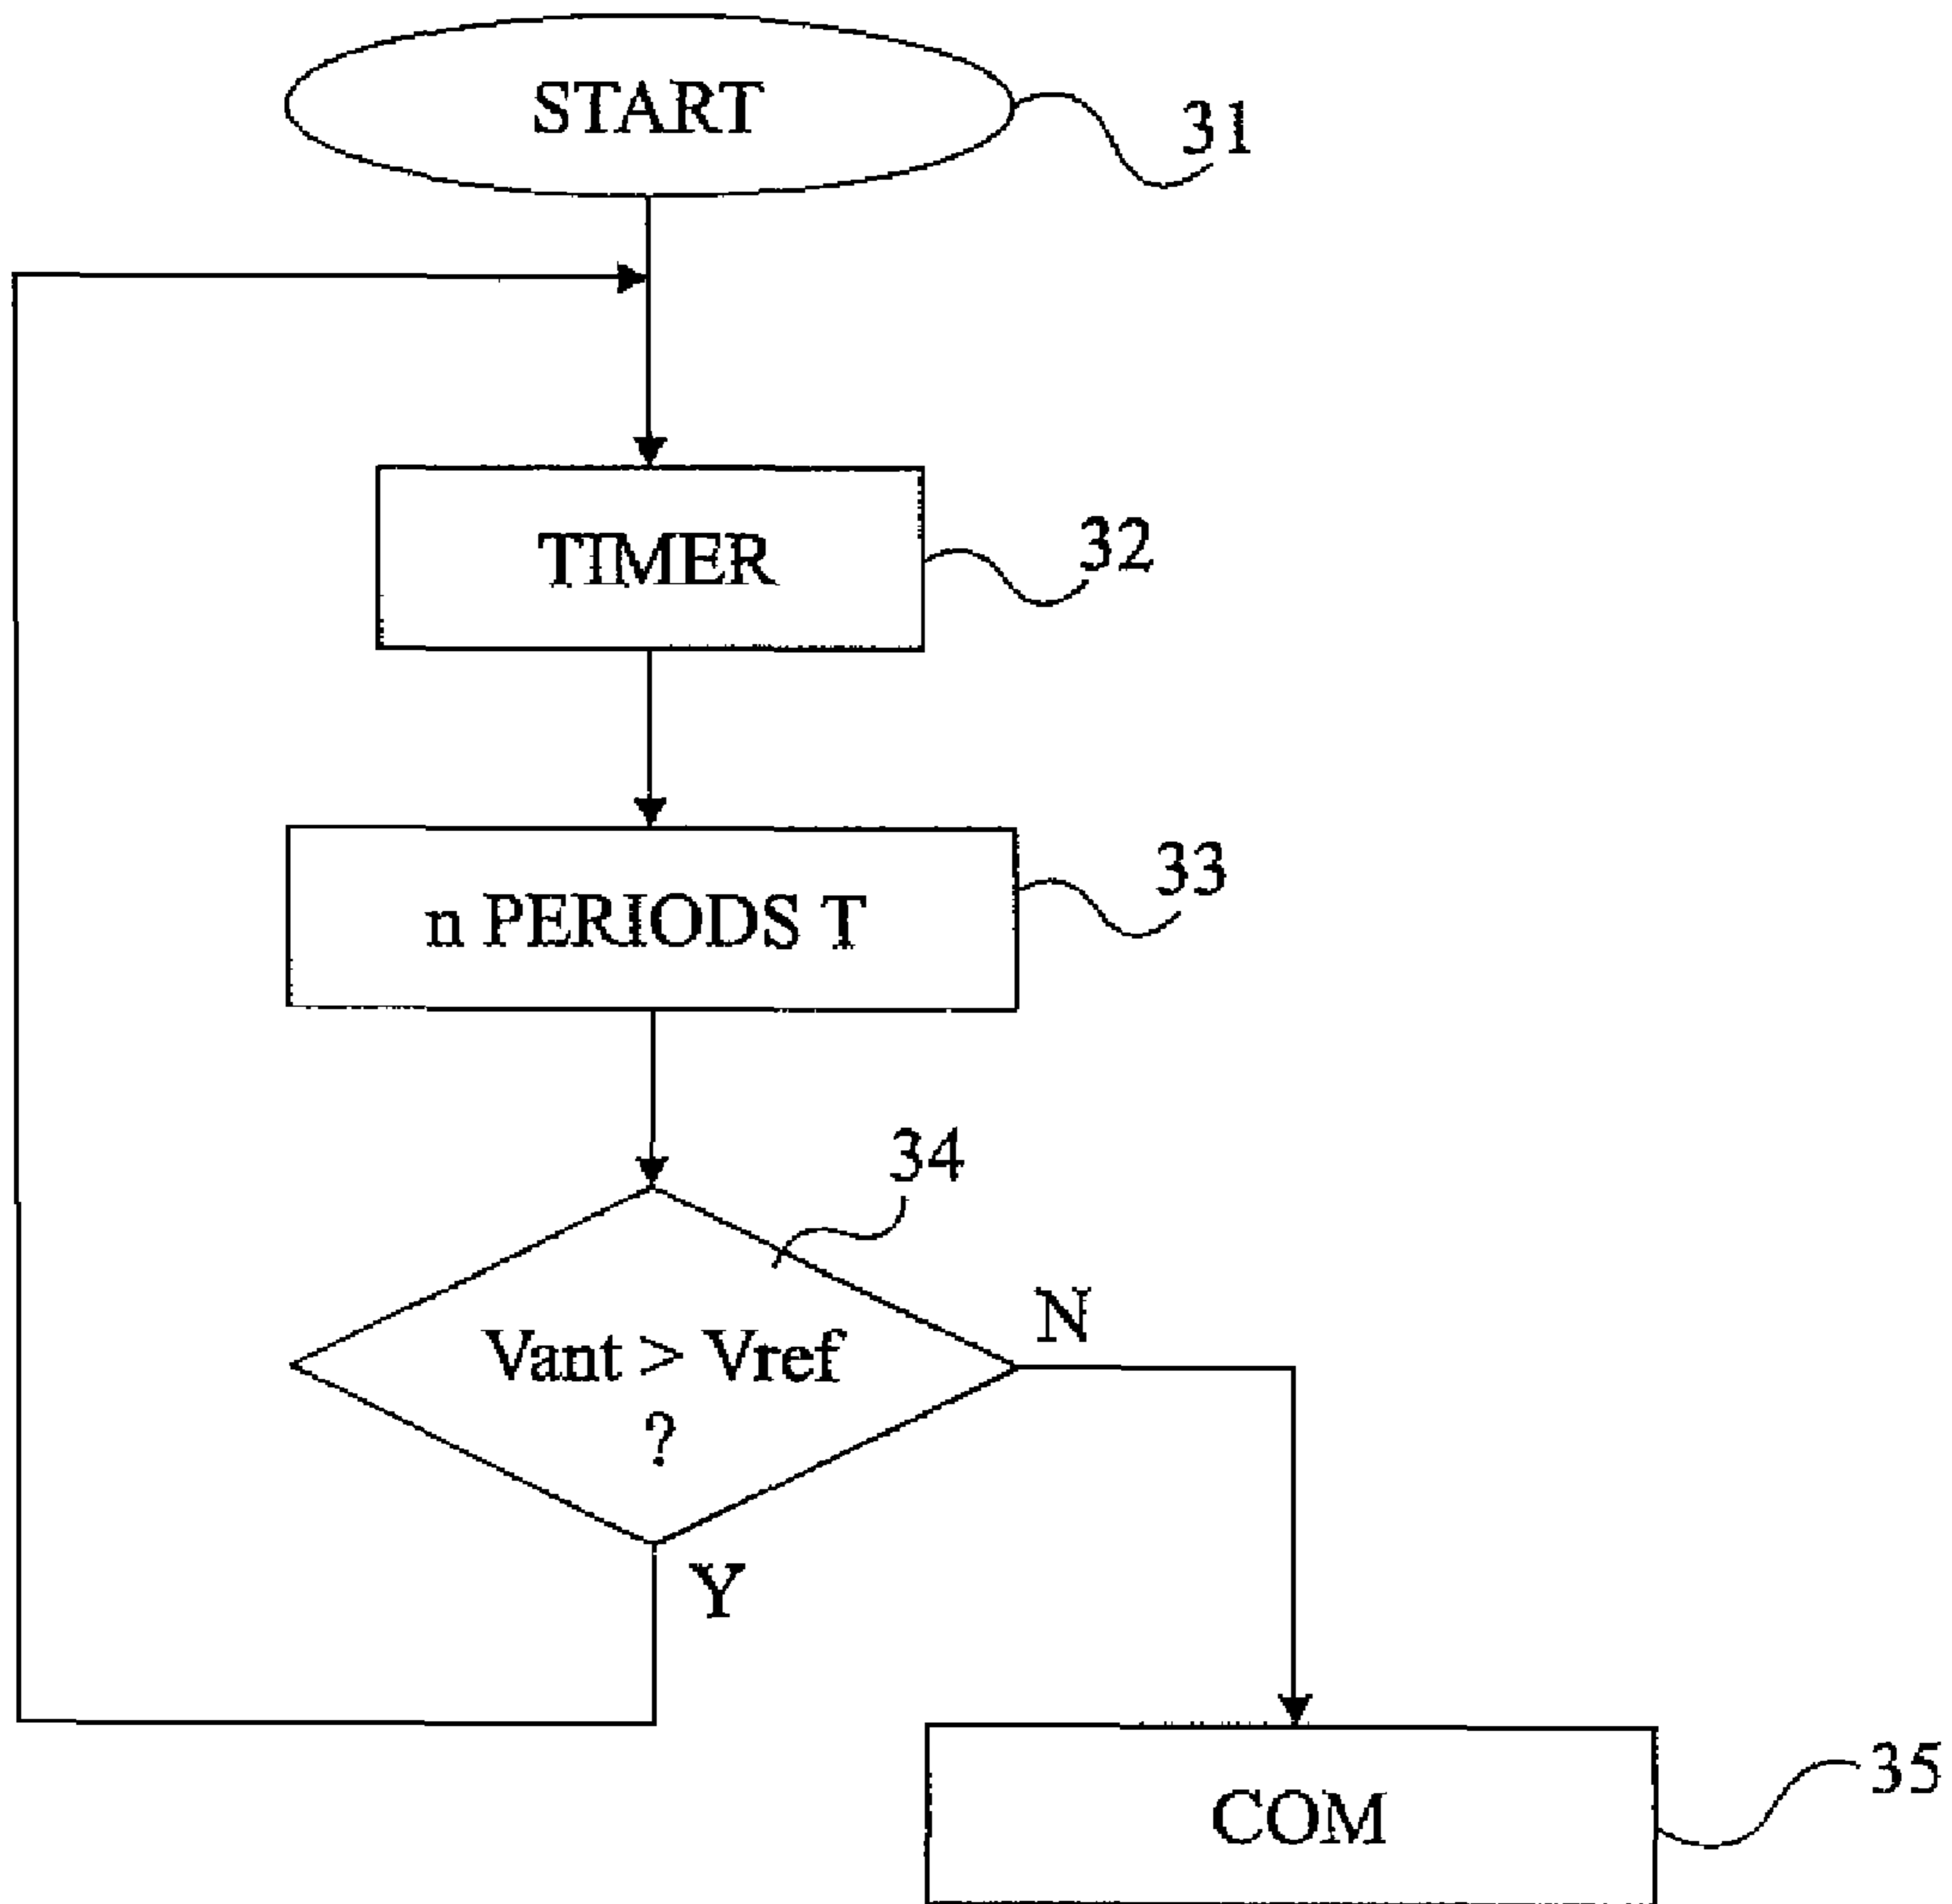 START
31
TIMER
32
n PERIODS T
33
34
Vant > Vref
?
N
Y
COM
35